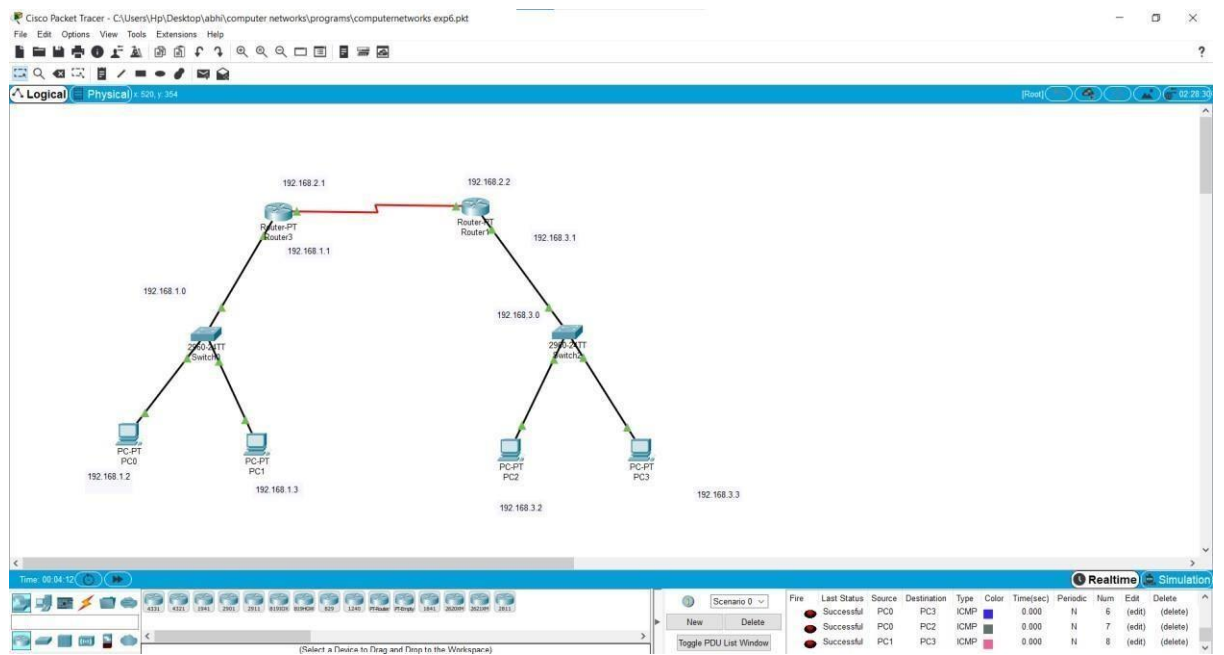 Cisco Packet Tracer - C:\Users\Hp\Desktop\abhi\computer networks\programs\computernetworks exp6.pkt
File Edit Options View Tools Extensions Help
?
Logical Physical x: 520, y: 354 [Root] 02:28:30
192.168.2.1 192.168.2.2
Router-PT
Router3
Router-PT
Router1
192.168.1.1 192.168.3.1
192.168.1.0 192.168.3.0
2960-24TT
Switch0
2960-24TT
Switch2
PC-PT
PC0
PC-PT
PC1
PC-PT
PC2
PC-PT
PC3
192.168.1.2
192.168.1.3
192.168.3.2
192.168.3.3
Time: 00:04:12 Realtime Simulation
4331 4321 1941 2901 2911 819IOX 819HGW 829 1240 PT-Router PT-Empty 1841 2620XM 2621XM 2811
(Select a Device to Drag and Drop to the Workspace)
Scenario 0
New Delete
Toggle PDU List Window
Fire Last Status Source Destination Type Color Time(sec) Periodic Num Edit Delete
Successful PC0 PC3 ICMP 0.000 N 6 (edit) (delete)
Successful PC0 PC2 ICMP 0.000 N 7 (edit) (delete)
Successful PC1 PC3 ICMP 0.000 N 8 (edit) (delete)